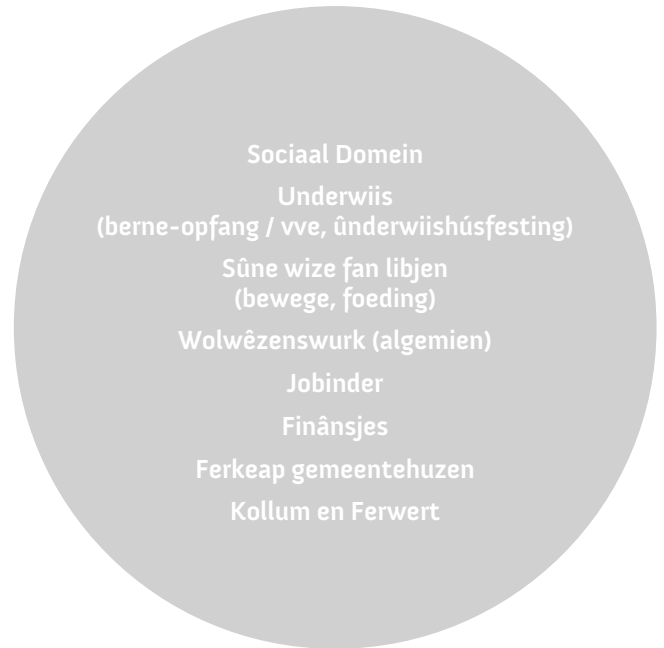 Sociaal Domein
Underwiis
(berne-opfang / vve, ûnderwiishúsfesting)
Sûne wize fan libjen
(bewege, foeding)
Wolwêzenswurk (algemien)
Jobinder
Finânsjes
Ferkeap gemeentehuzen
Kollum en Ferwert